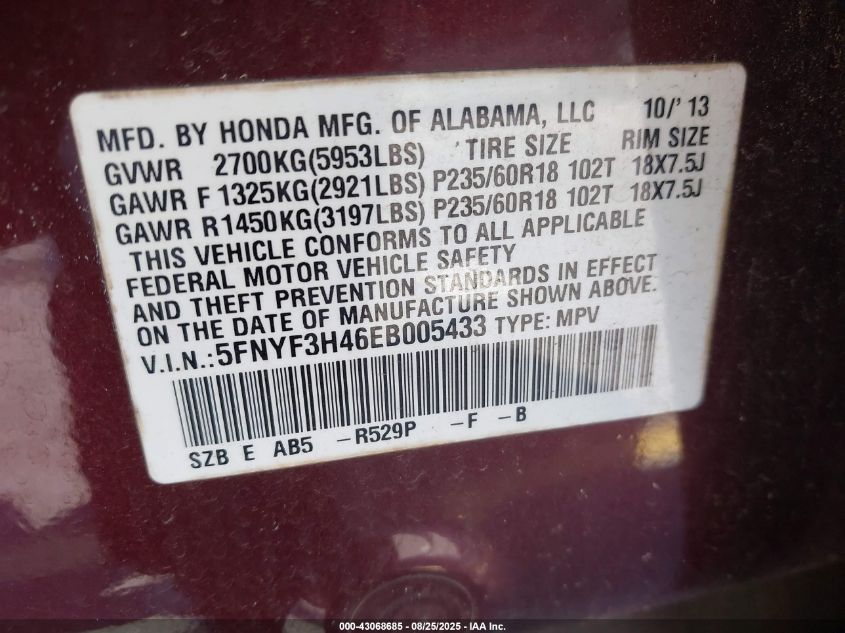 MFD. BY HONDA MFG. OF ALABAMA, LLC 10/'13
GVWR 2700KG(5953LBS) TIRE SIZE RIM SIZE
GAWR F 1325KG(2921LBS) P235/60R18 102T 18X7.5J
GAWR R1450KG(3197LBS) P235/60R18 102T 18X7.5J
THIS VEHICLE CONFORMS TO ALL APPLICABLE
FEDERAL MOTOR VEHICLE SAFETY
AND THEFT PREVENTION STANDARDS IN EFFECT
ON THE DATE OF MANUFACTURE SHOWN ABOVE.
V.I.N.:5FNYF3H46EB005433 TYPE: MPV
SZB E AB5 -R529P -F -B
000-43068685 - 08/25/2025 - IAA Inc.